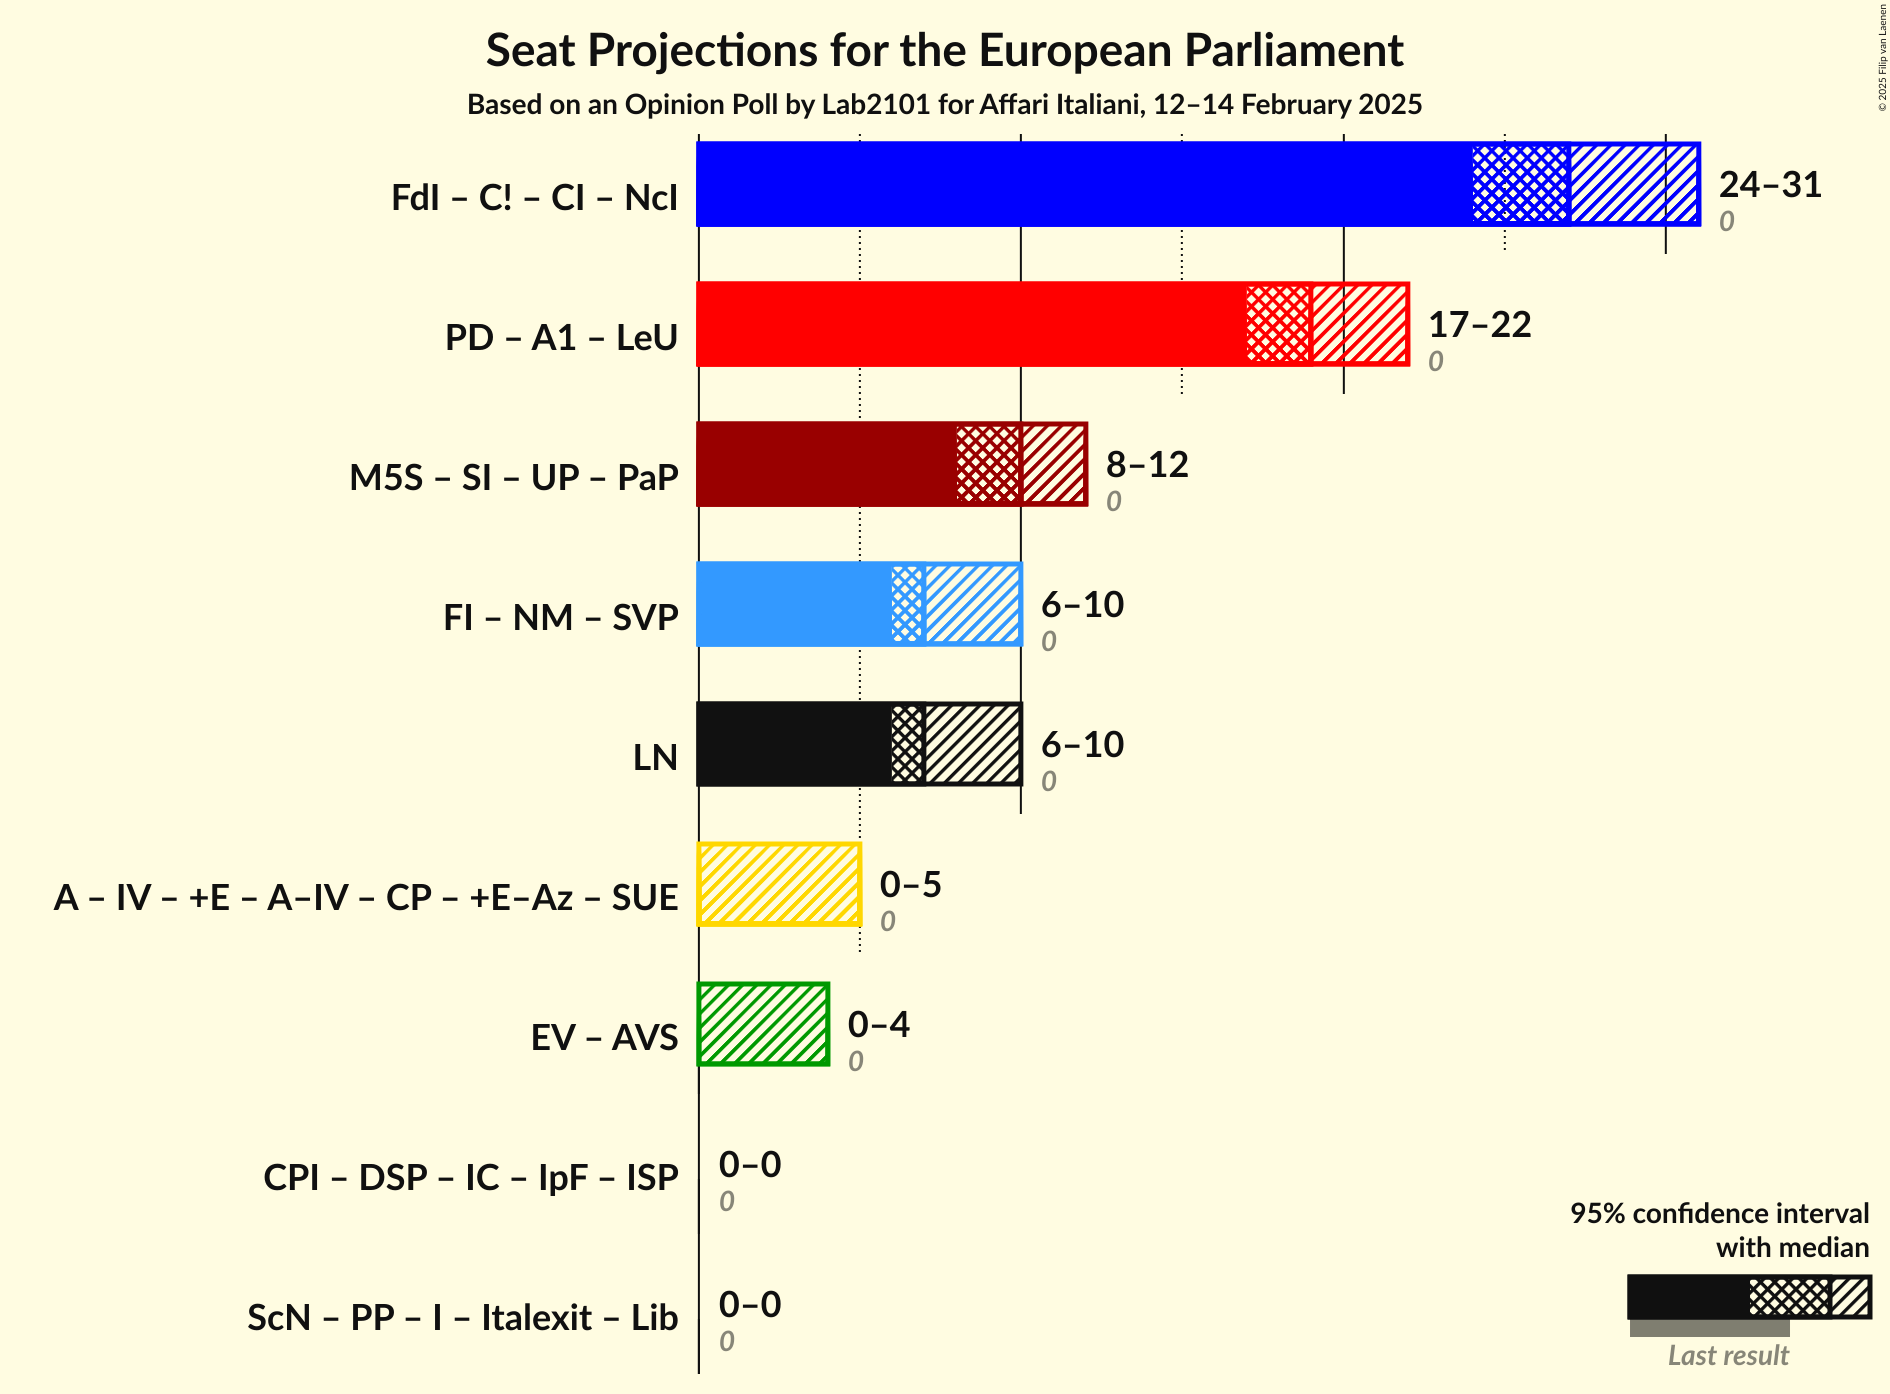 Seat Projections for the European Parliament
Based on an Opinion Poll by Lab2101 for Affari Italiani, 12–14 February 2025
© 2025 Filip van Laenen
FdI – C! – CI – NcI
24–31
0
PD – A1 – LeU
17–22
0
M5S – SI – UP – PaP
8–12
0
FI – NM – SVP
6–10
0
LN
6–10
0
A – IV – +E – A–IV – CP – +E–Az – SUE
0–5
0
EV – AVS
0–4
0
CPI – DSP – IC – IpF – ISP
0–0
0
ScN – PP – I – Italexit – Lib
0–0
0
95% confidence interval
with median
Last result